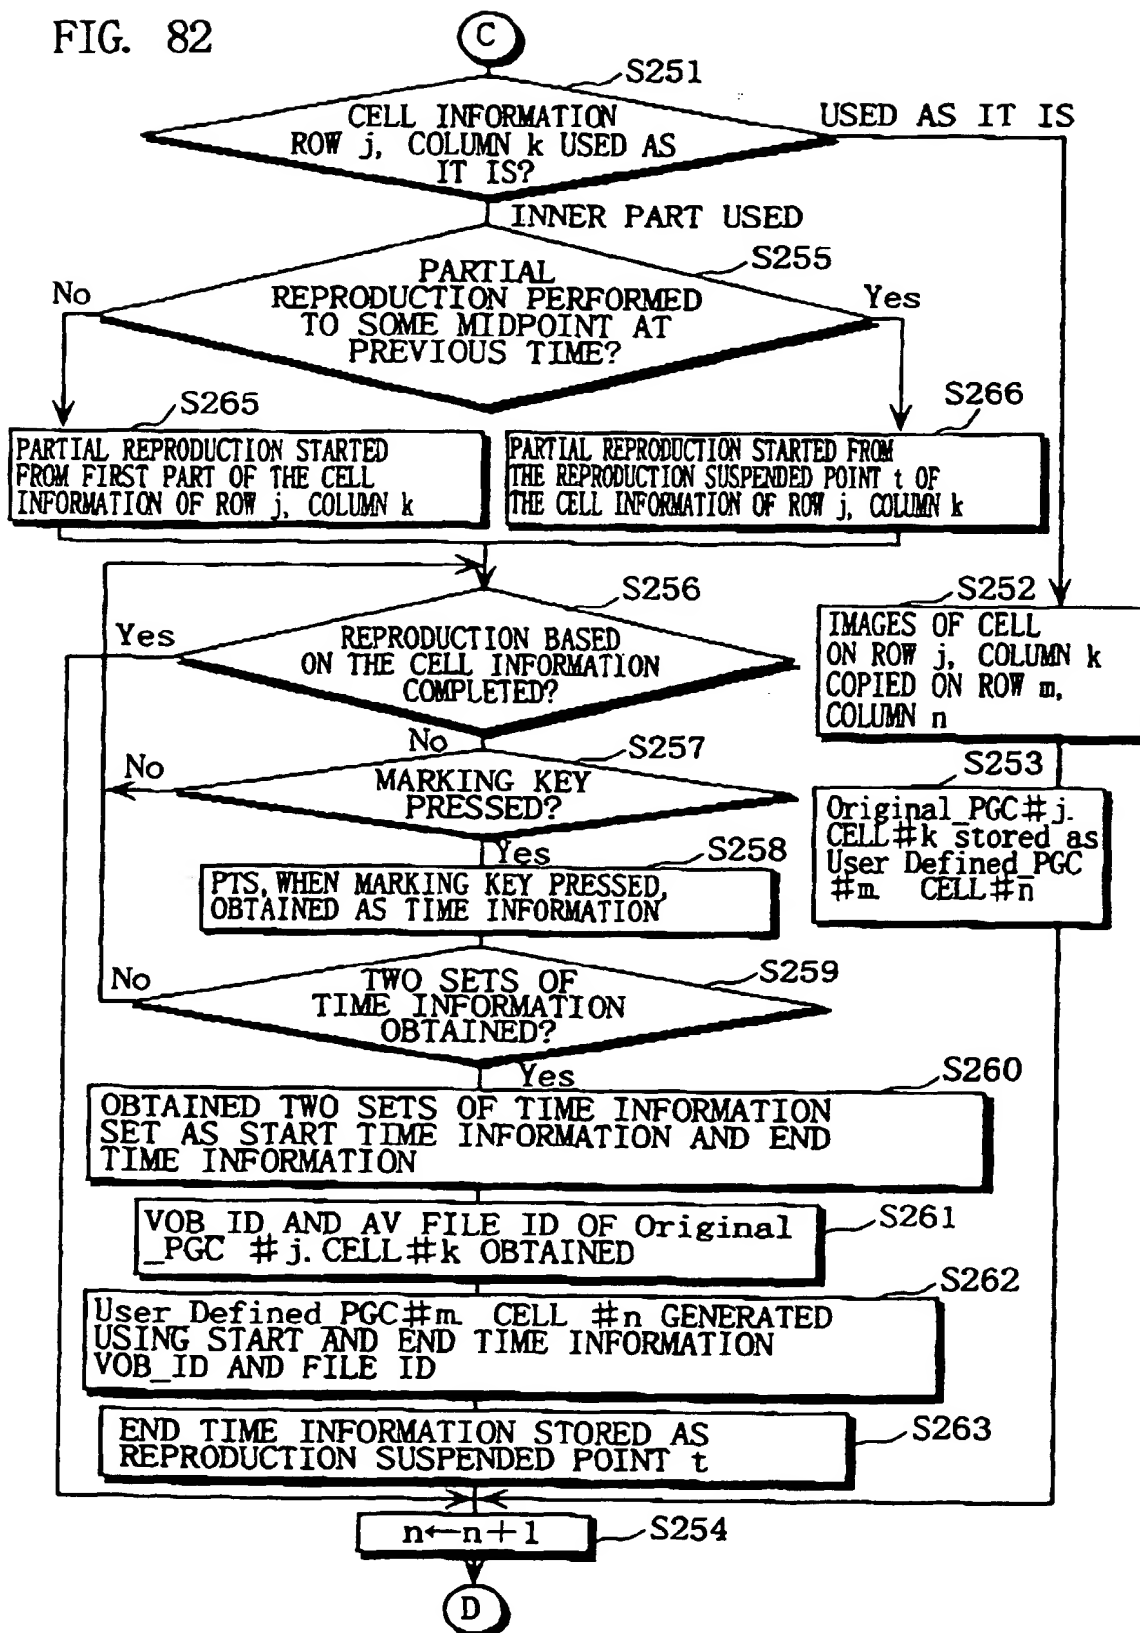 FIG. 82
C
S251
CELL INFORMATION
ROW j, COLUMN k USED AS
IT IS?
USED AS IT IS
INNER PART USED
S255
PARTIAL
REPRODUCTION PERFORMED
TO SOME MIDPOINT AT
PREVIOUS TIME?
No
Yes
S265
PARTIAL REPRODUCTION STARTED
FROM FIRST PART OF THE CELL
INFORMATION OF ROW j, COLUMN k
S266
PARTIAL REPRODUCTION STARTED FROM
THE REPRODUCTION SUSPENDED POINT t OF
THE CELL INFORMATION OF ROW j, COLUMN k
S256
Yes
REPRODUCTION BASED
ON THE CELL INFORMATION
COMPLETED?
No
S252
IMAGES OF CELL
ON ROW j, COLUMN k
COPIED ON ROW m,
COLUMN n
S257
No
MARKING KEY
PRESSED?
Yes
S253
Original_PGC#j.
CELL#k stored as
User Defined_PGC
#m. CELL#n
S258
PTS, WHEN MARKING KEY PRESSED,
OBTAINED AS TIME INFORMATION
S259
No
TWO SETS OF
TIME INFORMATION
OBTAINED?
Yes
S260
OBTAINED TWO SETS OF TIME INFORMATION
SET AS START TIME INFORMATION AND END
TIME INFORMATION
S261
VOB_ID AND AV FILE ID OF Original
_PGC #j. CELL#k OBTAINED
S262
User Defined_PGC#m. CELL #n GENERATED
USING START AND END TIME INFORMATION
VOB_ID AND FILE ID
S263
END TIME INFORMATION STORED AS
REPRODUCTION SUSPENDED POINT t
S254
n←n+1
D